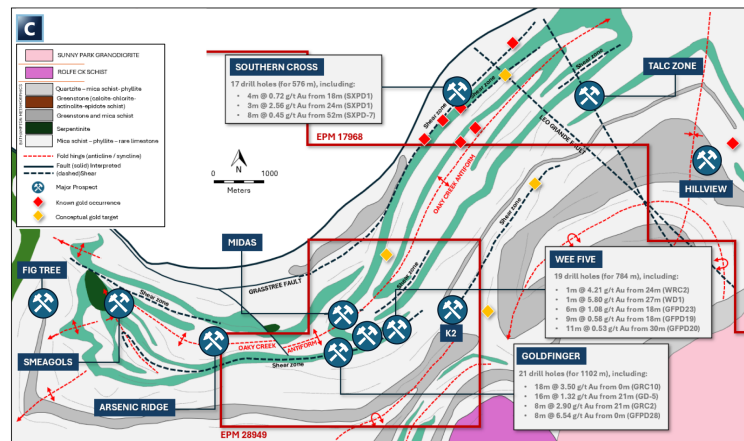 C
SUNNY PARK GRANODIORITE
ROLFE CK SCHIST
Quartzite – mica schist- phyllite
Greenstone (calcite-chlorite-
actinolite-epidote schist)
Greenstone and mica schist
Serpentinite
Mica schist – phyllite – rare limestone
Fold hinge (anticline / syncline)
Fault (solid) Interpreted
(dashed)Shear
Major Prospect
Known gold occurrence
Conceptual gold target
N
0 1000
Meters
SOUTHERN CROSS
17 drill holes (for 576 m), including:
• 4m @ 0.72 g/t Au from 18m (SXPD1)
• 3m @ 2.56 g/t Au from 24m (SXPD1)
• 8m @ 0.45 g/t Au from 52m (SXPD-7)
EPM 17968
Shear zone
Shear zone
Shear zone
Shear zone
TALC ZONE
LEO GRANDE FAULT
OAKY CREEK ANTIFORM
HILLVIEW
Shear zone
MIDAS
GRASSTREE FAULT
FIG TREE
Shear zone
SMEAGOLS
ARSENIC RIDGE
OAKY CREEK
ANTIFORM
Shear zone
K2
EPM 28949
WEE FIVE
19 drill holes (for 784 m), including:
• 1m @ 4.21 g/t Au from 24m (WRC2)
• 1m @ 5.80 g/t Au from 27m (WD1)
• 6m @ 1.06 g/t Au from 18m (GFPD23)
• 9m @ 0.56 g/t Au from 18m (GFPD19)
• 11m @ 0.53 g/t Au from 30m (GFPD20)
GOLDFINGER
21 drill holes (for 1102 m), including:
• 18m @ 3.50 g/t Au from 0m (GRC10)
• 16m @ 1.32 g/t Au from 21m (GD-5)
• 8m @ 2.90 g/t Au from 21m (GRC2)
• 8m @ 6.54 g/t Au from 0m (GFPD28)